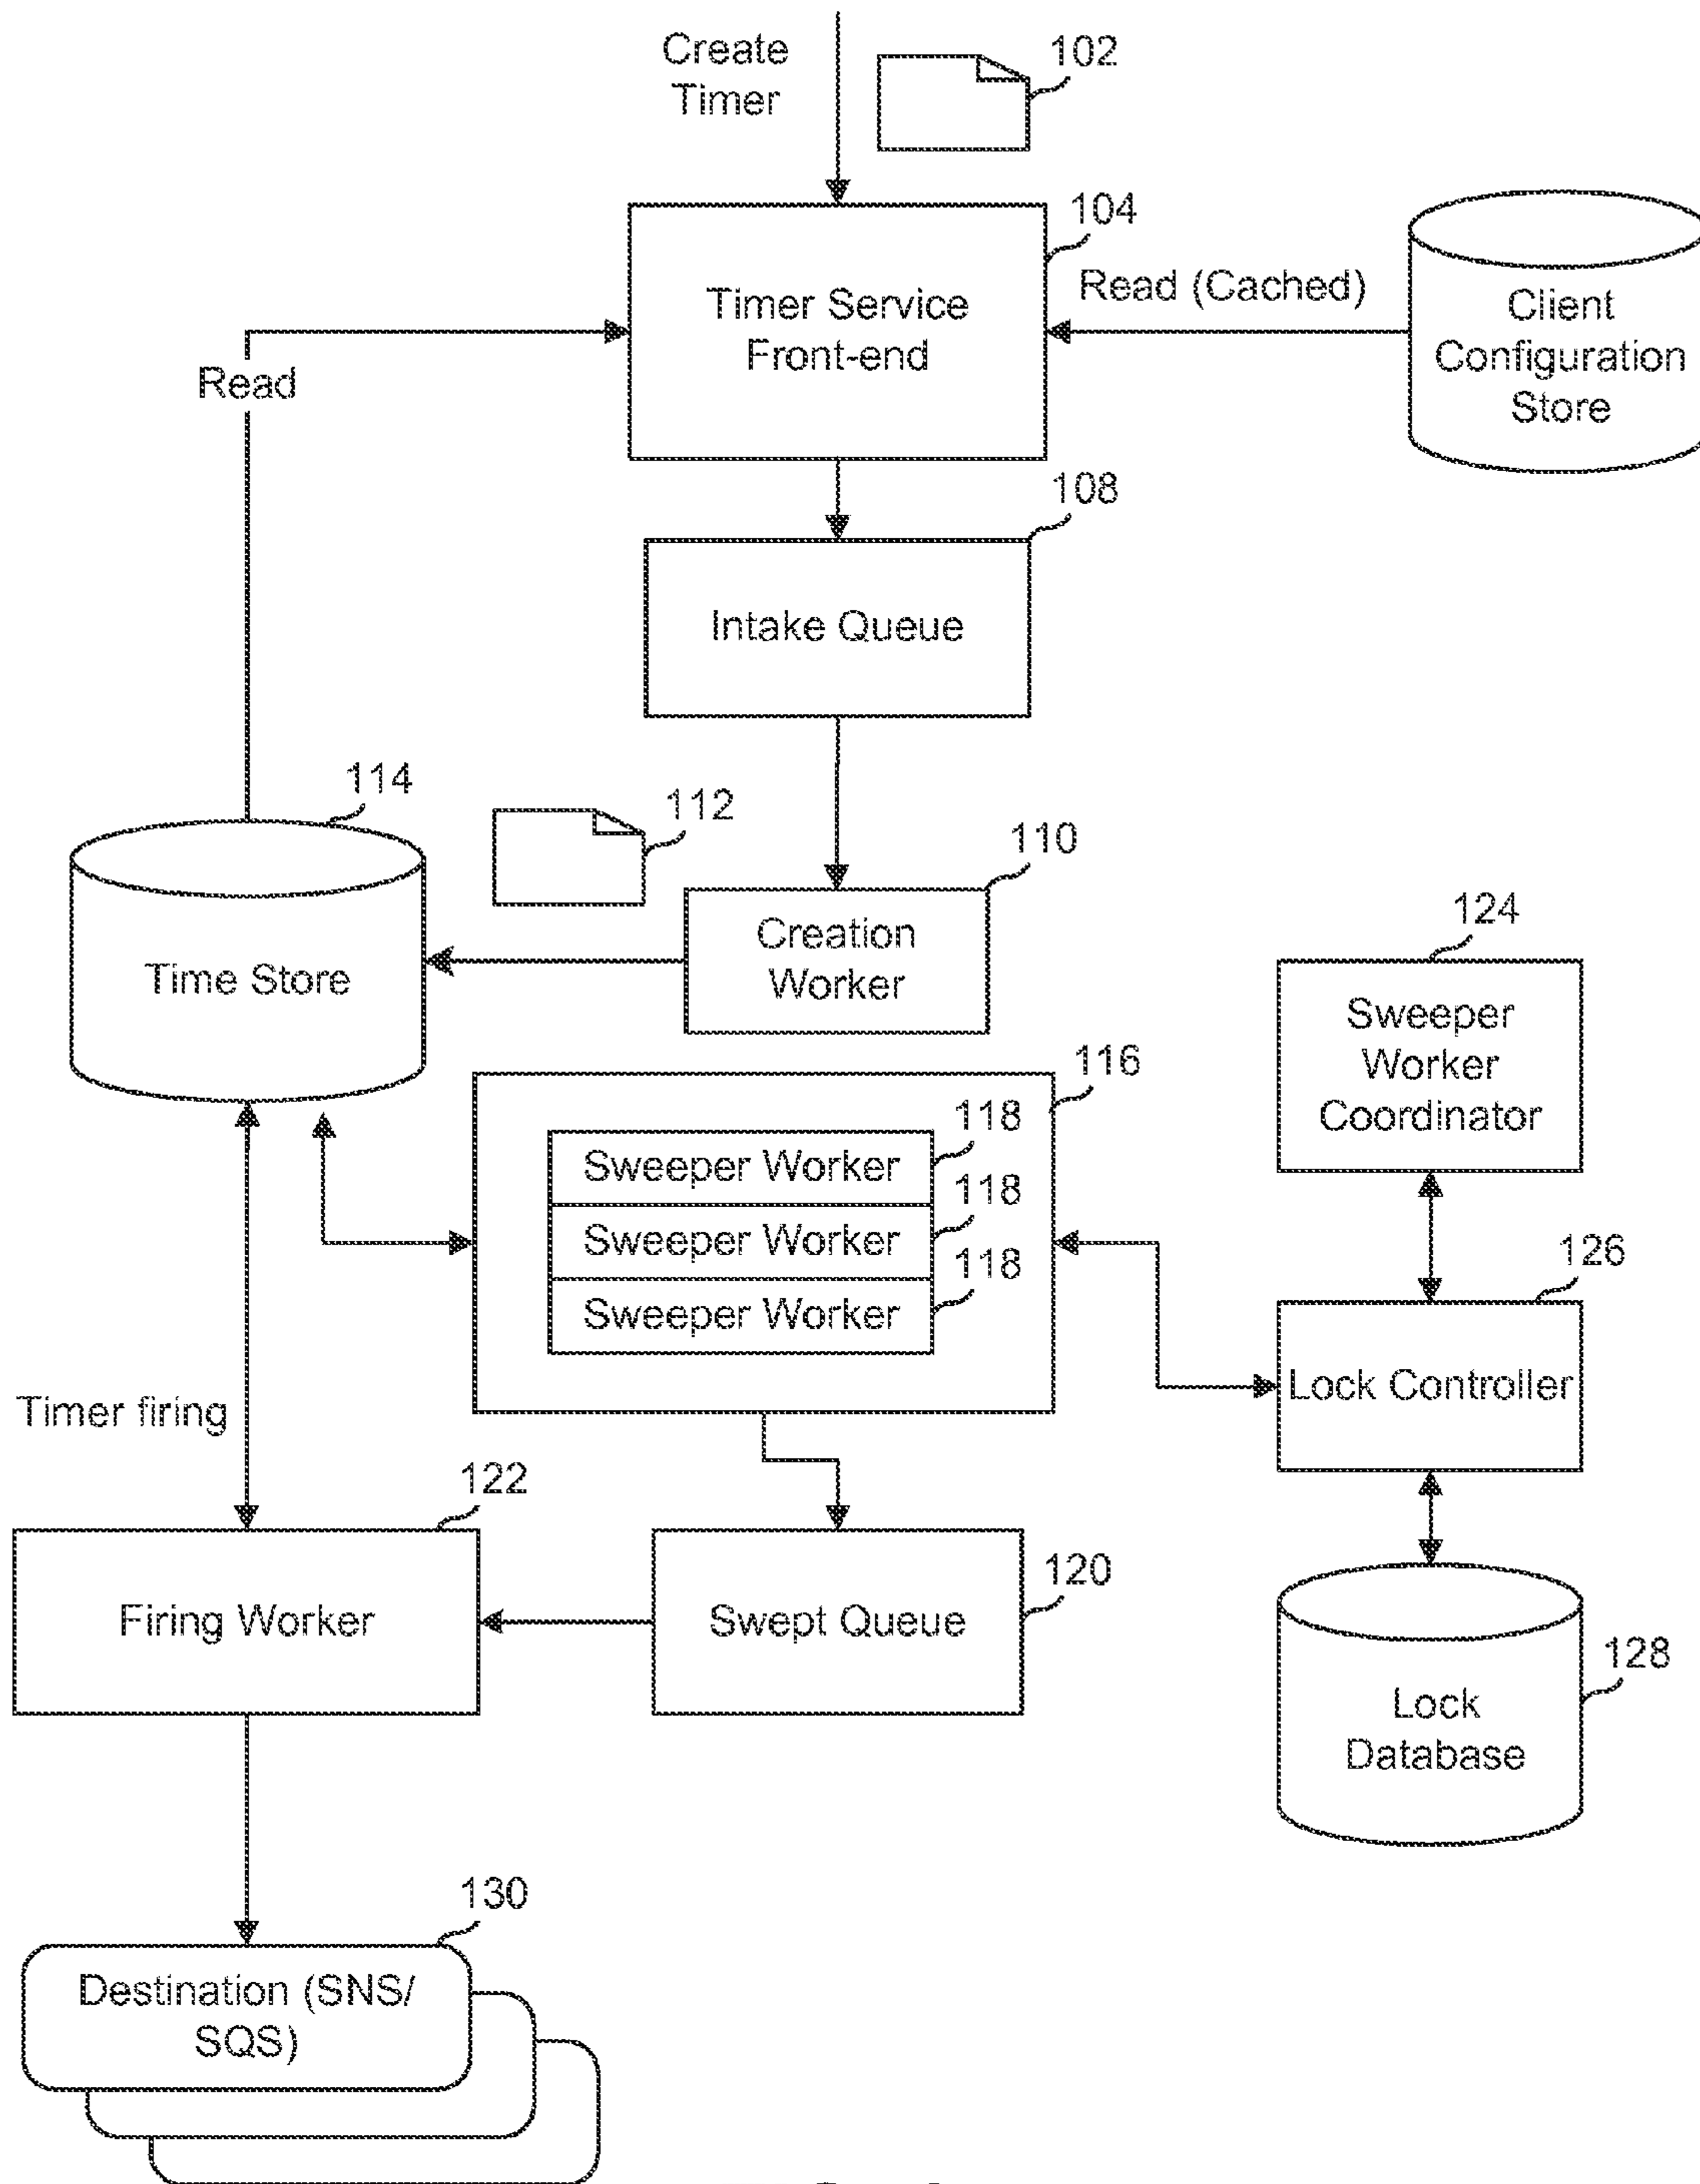 Create
Timer
102
104
Timer Service
Front-end
Read (Cached)
Client
Configuration
Store
Read
108
Intake Queue
114
112
110
Time Store
Creation
Worker
124
Sweeper
Worker
Coordinator
116
118
Sweeper Worker
118
Sweeper Worker
118
Sweeper Worker
126
Lock Controller
Timer firing
122
Firing Worker
120
Swept Queue
128
Lock
Database
130
Destination (SNS/
SQS)